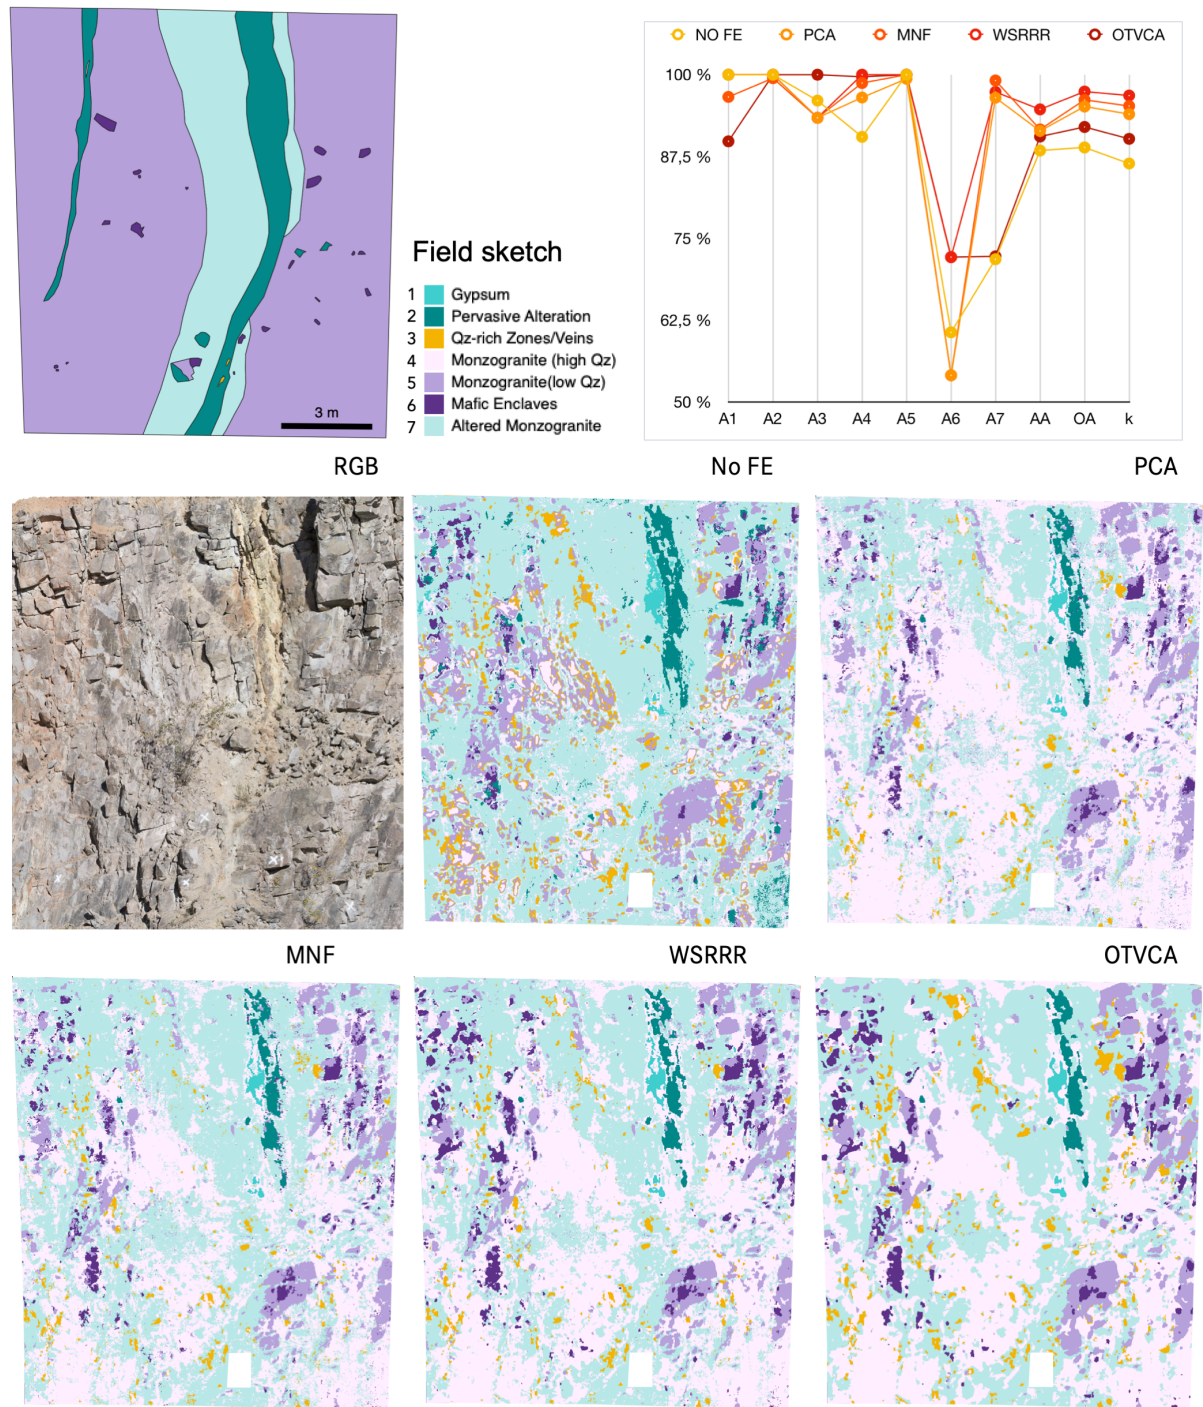 NO FE PCA MNF WSRRR OTVCA
100 %
87,5 %
75 %
62,5 %
50 %
A1 A2 A3 A4 A5 A6 A7 AA OA k
3 m
Field sketch
1 Gypsum
2 Pervasive Alteration
3 Qz-rich Zones/Veins
4 Monzogranite (high Qz)
5 Monzogranite(low Qz)
6 Mafic Enclaves
7 Altered Monzogranite
RGB
No FE
PCA
MNF
WSRRR
OTVCA